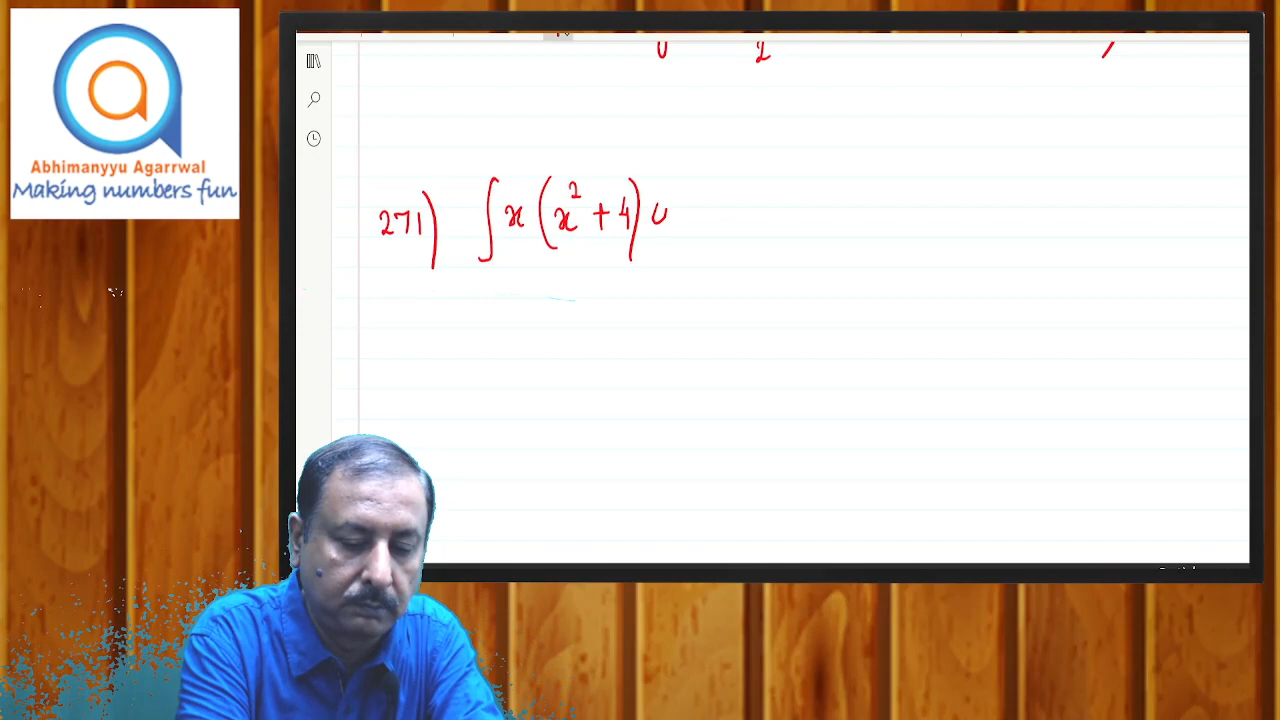 Abhimanyyu Agarrwal
Making numbers fun
271) ∫x(x²+4)